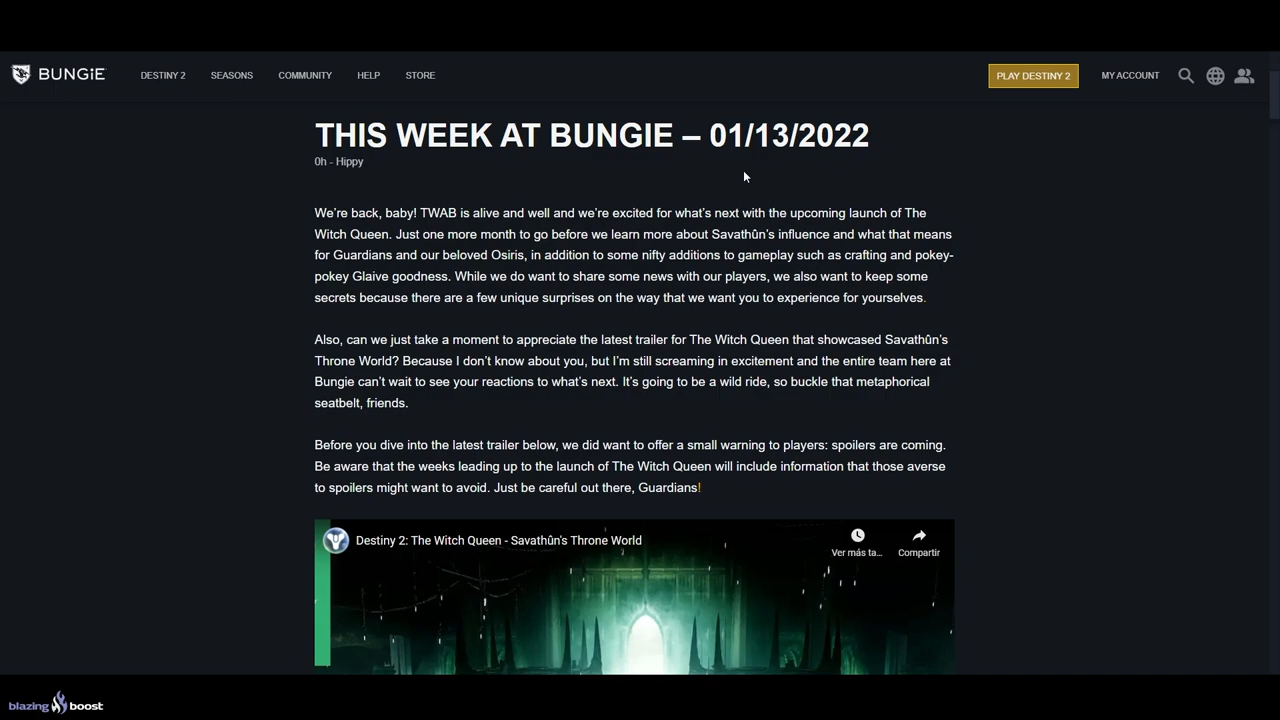 BUNGiE DESTINY 2 SEASONS COMMUNITY HELP STORE PLAY DESTINY 2 MY ACCOUNT
THIS WEEK AT BUNGIE – 01/13/2022
0h - Hippy
We're back, baby! TWAB is alive and well and we're excited for what's next with the upcoming launch of The
Witch Queen. Just one more month to go before we learn more about Savathûn's influence and what that means
for Guardians and our beloved Osiris, in addition to some nifty additions to gameplay such as crafting and pokey-
pokey Glaive goodness. While we do want to share some news with our players, we also want to keep some
secrets because there are a few unique surprises on the way that we want you to experience for yourselves.
Also, can we just take a moment to appreciate the latest trailer for The Witch Queen that showcased Savathûn's
Throne World? Because I don't know about you, but I'm still screaming in excitement and the entire team here at
Bungie can't wait to see your reactions to what's next. It's going to be a wild ride, so buckle that metaphorical
seatbelt, friends.
Before you dive into the latest trailer below, we did want to offer a small warning to players: spoilers are coming.
Be aware that the weeks leading up to the launch of The Witch Queen will include information that those averse
to spoilers might want to avoid. Just be careful out there, Guardians!
Destiny 2: The Witch Queen - Savathûn's Throne World
Ver más ta... Compartir
blazing boost